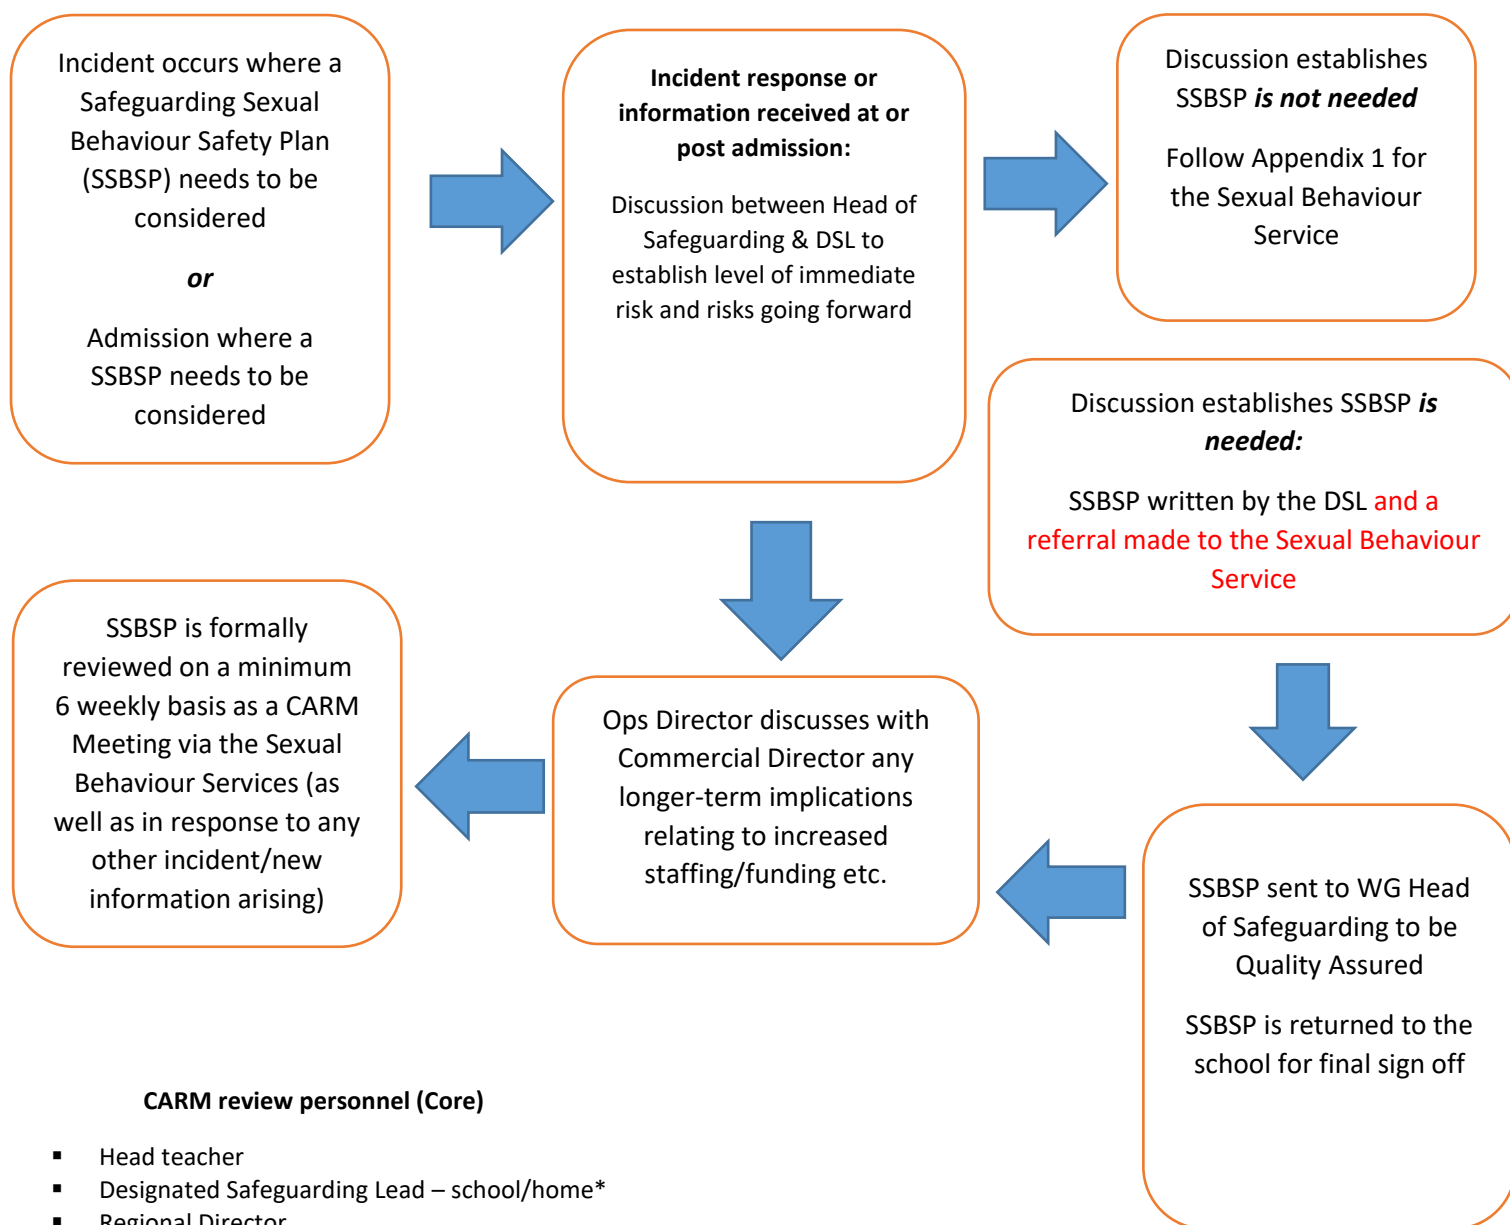 Incident occurs where a
Safeguarding Sexual
Behaviour Safety Plan
(SSBSP) needs to be
considered
or
Admission where a
SSBSP needs to be
considered
Incident response or
information received at or
post admission:
Discussion between Head of
Safeguarding & DSL to
establish level of immediate
risk and risks going forward
Discussion establishes
SSBSP is not needed
Follow Appendix 1 for
the Sexual Behaviour
Service
Discussion establishes SSBSP is
needed:
SSBSP written by the DSL and a
referral made to the Sexual Behaviour
Service
SSBSP is formally
reviewed on a minimum
6 weekly basis as a CARM
Meeting via the Sexual
Behaviour Services (as
well as in response to any
other incident/new
information arising)
Ops Director discusses with
Commercial Director any
longer-term implications
relating to increased
staffing/funding etc.
SSBSP sent to WG Head
of Safeguarding to be
Quality Assured
SSBSP is returned to the
school for final sign off
CARM review personnel (Core)
▪ Head teacher
▪ Designated Safeguarding Lead – school/home*
▪ Regional Director